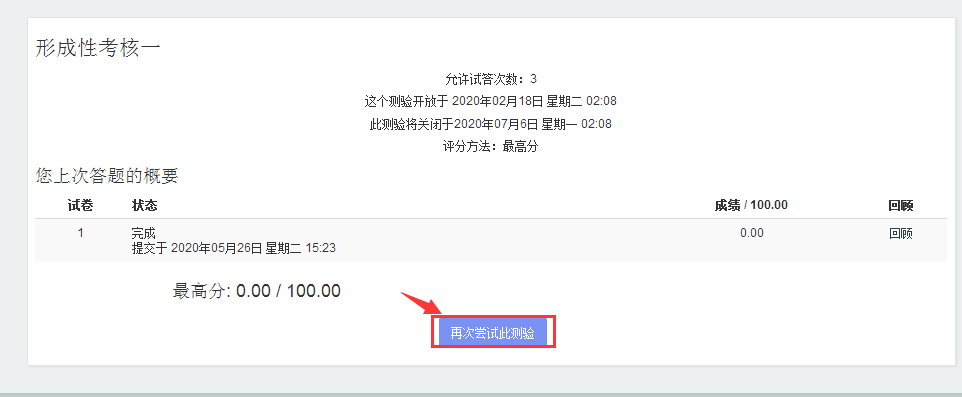 形成性考核一
允许试答次数：3
这个测验开放于 2020年02月18日 星期二 02:08
此测验将关闭于2020年07月6日 星期一 02:08
评分方法：最高分
您上次答题的概要
试卷 状态 成绩 / 100.00 回顾
1 完成 0.00 回顾
提交于 2020年05月26日 星期二 15:23
最高分: 0.00 / 100.00
再次尝试此测验